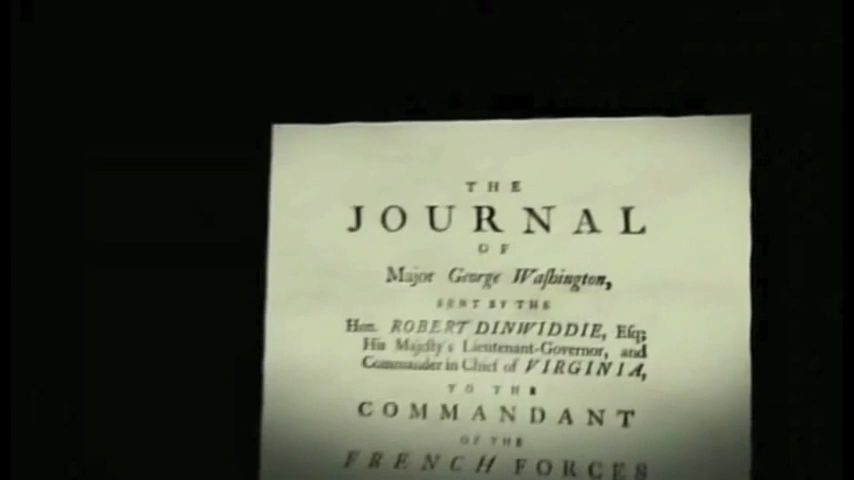 THE
JOURNAL
OF
Major George Waſhington,
SENT BY THE
Hon. ROBERT DINWIDDIE, Eſq;
His Majeſty's Lieutenant-Governor, and
Commander in Chief of VIRGINIA,
TO THE
COMMANDANT
OF THE
FRENCH FORCES